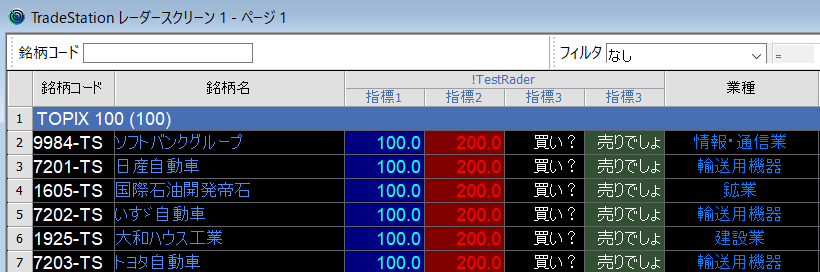 TradeStation レーダースクリーン 1 - ページ 1
銘柄コード フィルタ なし =
!TestRader
銘柄コード 銘柄名 指標1 指標2 指標3 指標3 業種
1 TOPIX 100 (100)
2 9984-TS ソフトバンクグループ 100.0 200.0 買い？ 売りでしょ 情報・通信業
3 7201-TS 日産自動車 100.0 200.0 買い？ 売りでしょ 輸送用機器
4 1605-TS 国際石油開発帝石 100.0 200.0 買い？ 売りでしょ 鉱業
5 7202-TS いすゞ自動車 100.0 200.0 買い？ 売りでしょ 輸送用機器
6 1925-TS 大和ハウス工業 100.0 200.0 買い？ 売りでしょ 建設業
7 7203-TS トヨタ自動車 100.0 200.0 買い？ 売りでしょ 輸送用機器